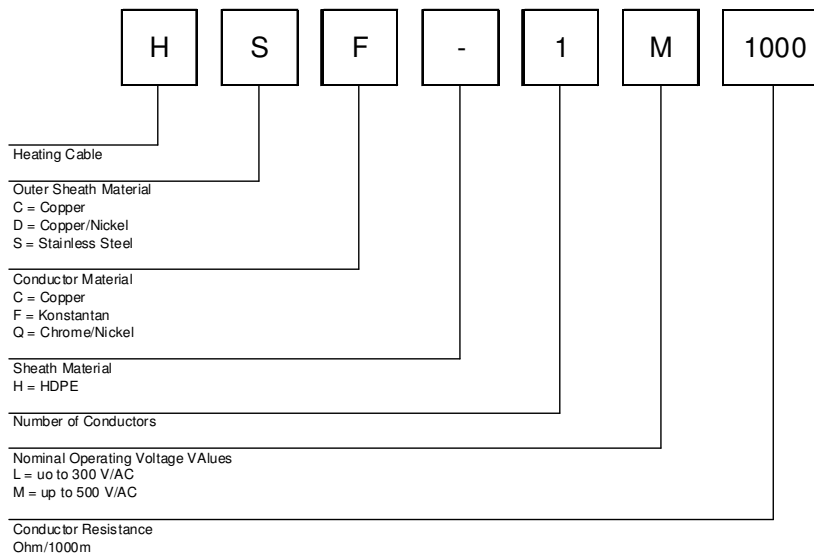 H S F - 1 M 1000
Heating Cable
Outer Sheath Material
C = Copper
D = Copper/Nickel
S = Stainless Steel
Conductor Material
C = Copper
F = Konstantan
Q = Chrome/Nickel
Sheath Material
H = HDPE
Number of Conductors
Nominal Operating Voltage VAlues
L = uo to 300 V/AC
M = up to 500 V/AC
Conductor Resistance
Ohm/1000m